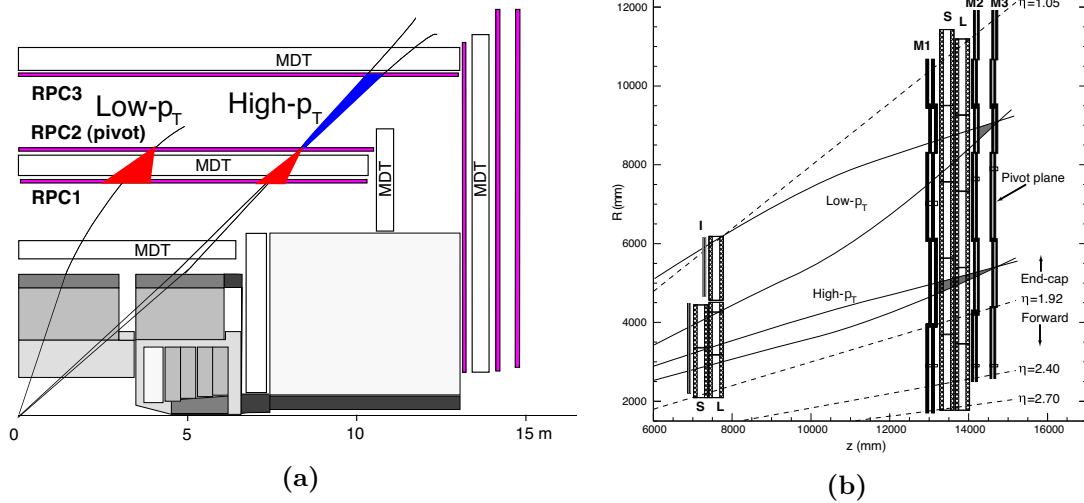 MDT
RPC3
Low-pT
High-pT
RPC2 (pivot)
MDT
RPC1
MDT
MDT
MDT
0
5
10
15 m
(a)
R (mm)
12000
10000
8000
6000
4000
2000
6000
8000
10000
12000
14000
16000
z (mm)
I
S
L
M1
S
L
M2
M3
η=1.05
Low-pT
Pivot plane
High-pT
End-cap
η=1.92
Forward
η=2.40
η=2.70
(b)